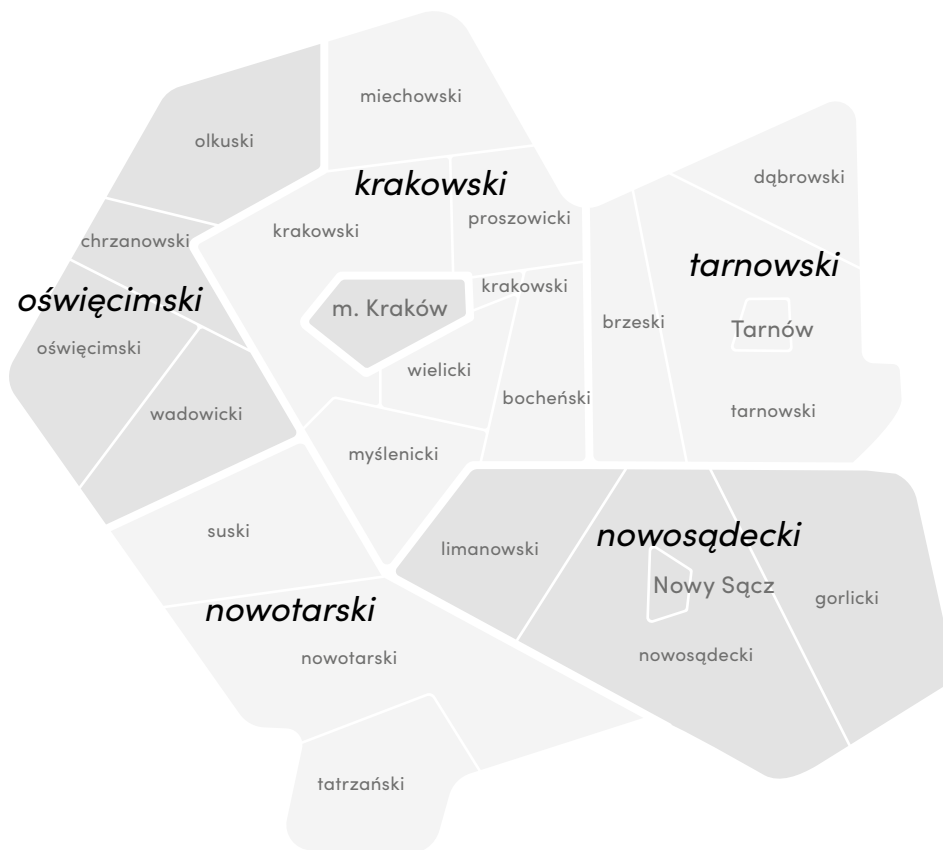 miechowski
olkuski
krakowski
dąbrowski
proszowicki
krakowski
chrzanowski
tarnowski
krakowski
oświęcimski
m. Kraków
brzeski
Tarnów
oświęcimski
wielicki
bocheński
wadowicki
tarnowski
myślenicki
suski
nowosądecki
limanowski
Nowy Sącz
gorlicki
nowotarski
nowotarski
nowosądecki
tatrzański